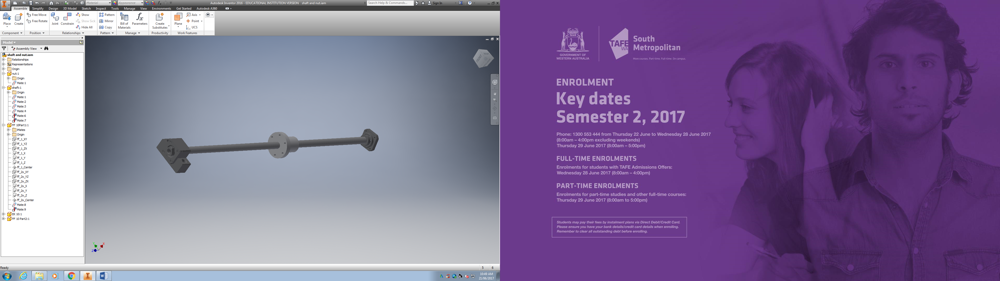 Autodesk Inventor 2016 - EDUCATIONAL INSTITUTION VERSION shaft and nut.iam
Material
Appearance
Search Help & Commands...
Sign In
Assemble Simplify Design 3D Model Sketch Inspect Tools Manage View Environments Get Started Autodesk A360
Place
Create
Free Move
Free Rotate
Joint
Constrain
Show
Show Sick
Hide All
Pattern
Mirror
Copy
Bill of
Materials
Parameters
Create
Substitutes
Plane
Axis
Point
UCS
Component Position Relationships Pattern Manage Productivity Work Features
Model
Assembly View
shaft and nut.iam
Relationships
Representations
Origin
nut:1
Origin
Mate:1
shaft:1
Origin
Mate:1
Mate:2
Mate:3
Mate:4
Mate:6
Mate:7
FF 10Part1:1
iMates
Origin
ff_1_XY
ff_1_YZ
ff_1_ZX
ff_1_X
ff_1_Y
ff_1_Z
ff_1_Center
ff_2x_XY
ff_2x_YZ
ff_2x_ZX
ff_2x_X
ff_2x_Y
ff_2x_Z
ff_2x_Center
Mate:8
Mate:9
EK 10:1
FF 10 Part2:1
FRONT
Y
X
Z
Ready
5 6
10:49 AM
21/06/2017
GOVERNMENT OF
WESTERN AUSTRALIA
TAFE
WA
South
Metropolitan
More courses. Part-time. Full-time. On campus.
ENROLMENT
Key dates
Semester 2, 2017
Phone: 1300 553 444 from Thursday 22 June to Wednesday 28 June 2017
(8:00am – 4:00pm excluding weekends)
Thursday 29 June 2017 (8:00am – 5:00pm)
FULL-TIME ENROLMENTS
Enrolments for students with TAFE Admissions Offers:
Wednesday 28 June 2017 (8:00am – 4:00pm)
PART-TIME ENROLMENTS
Enrolments for part-time studies and other full-time courses:
Thursday 29 June 2017 (8:00am to 5:00pm)
Students may pay their fees by instalment plans via Direct Debit/Credit Card.
Please ensure you have your bank details/credit card details when enrolling.
Remember to clear all outstanding debt before enrolling.